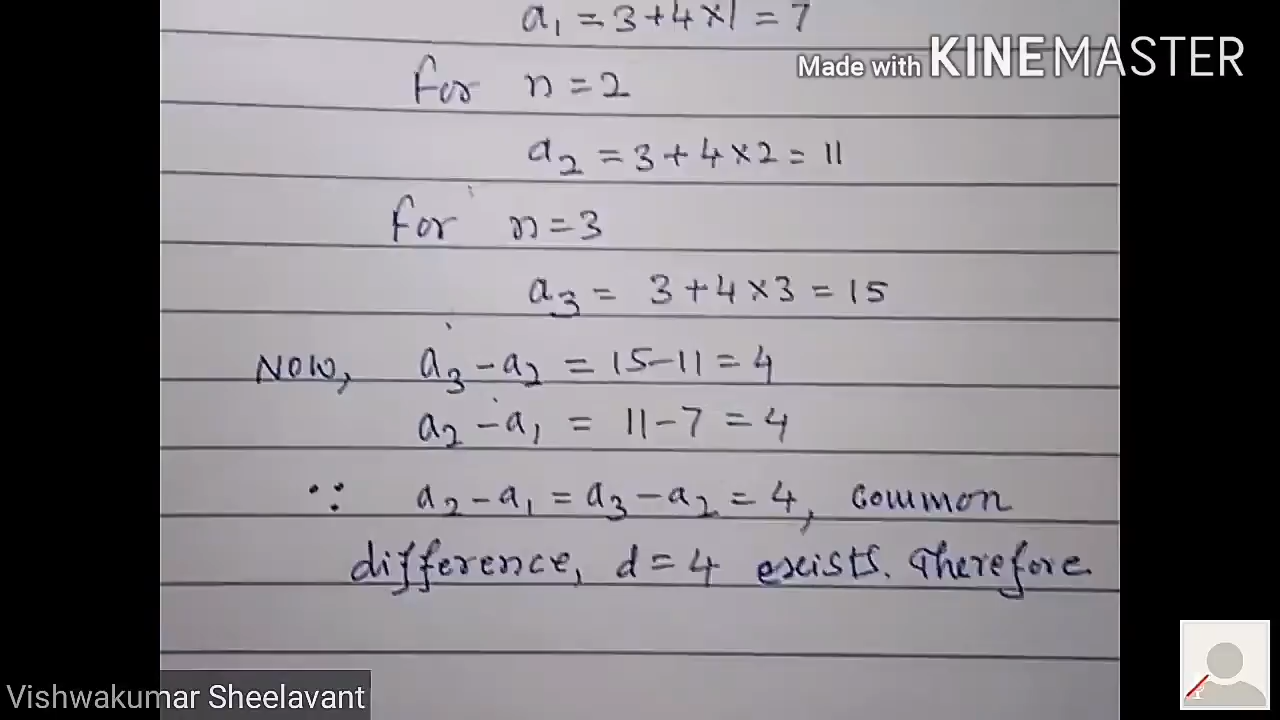 a₁ = 3+4×1 = 7
Made with KINEMASTER
For n=2
a₂ = 3+4×2 = 11
For n=3
a₃ = 3+4×3 = 15
Now, a₃-a₂ = 15-11 = 4
a₂-a₁ = 11-7 = 4
∵ a₂-a₁ = a₃-a₂ = 4, common
difference, d=4 exists. Therefore
Vishwakumar Sheelavant